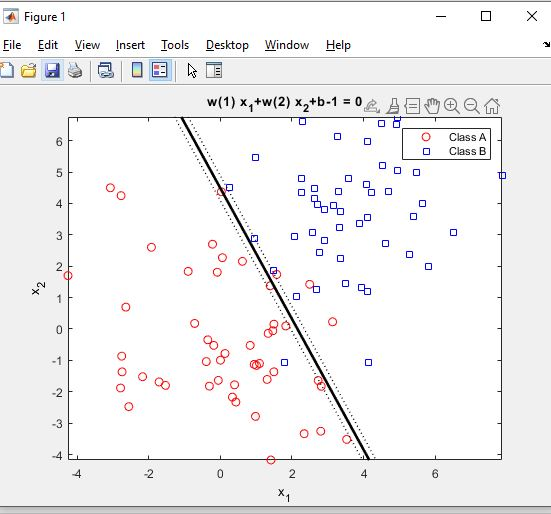 Figure 1
File Edit View Insert Tools Desktop Window Help
w(1) x1+w(2) x2+b-1 = 0
Class A
Class B
6
5
4
3
2
1
0
-1
-2
-3
-4
x2
-4 -2 0 2 4 6
x1